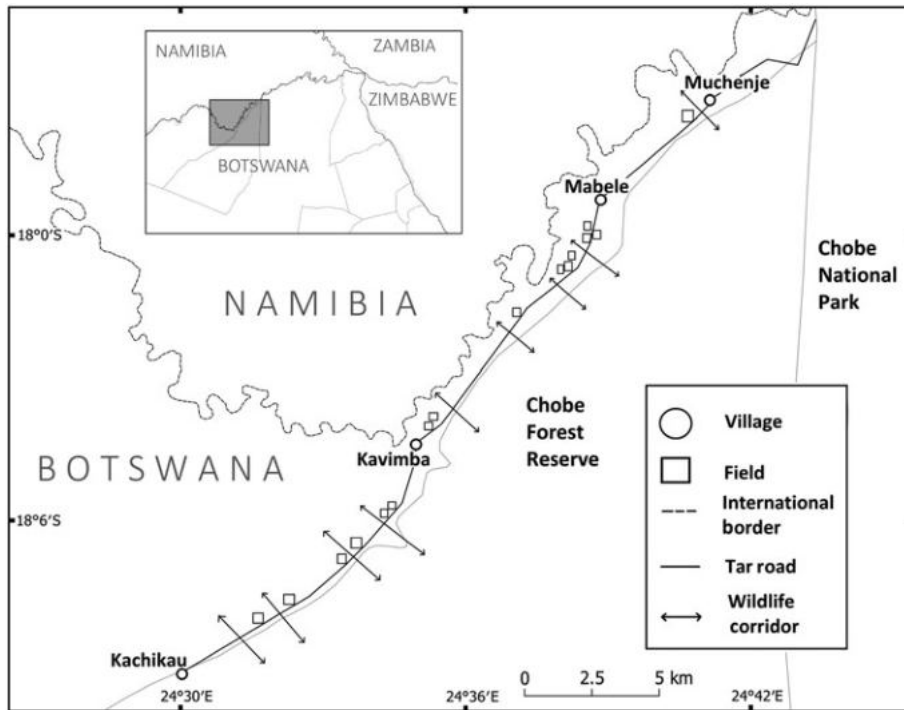 NAMIBIA
ZAMBIA
ZIMBABWE
BOTSWANA
Muchenje
Mabele
18°0'S
Chobe
National
Park
NAMIBIA
Chobe
Forest
Reserve
Kavimba
BOTSWANA
18°6'S
Kachikau
Village
Field
International
border
Tar road
Wildlife
corridor
0 2.5 5 km
24°30'E 24°36'E 24°42'E